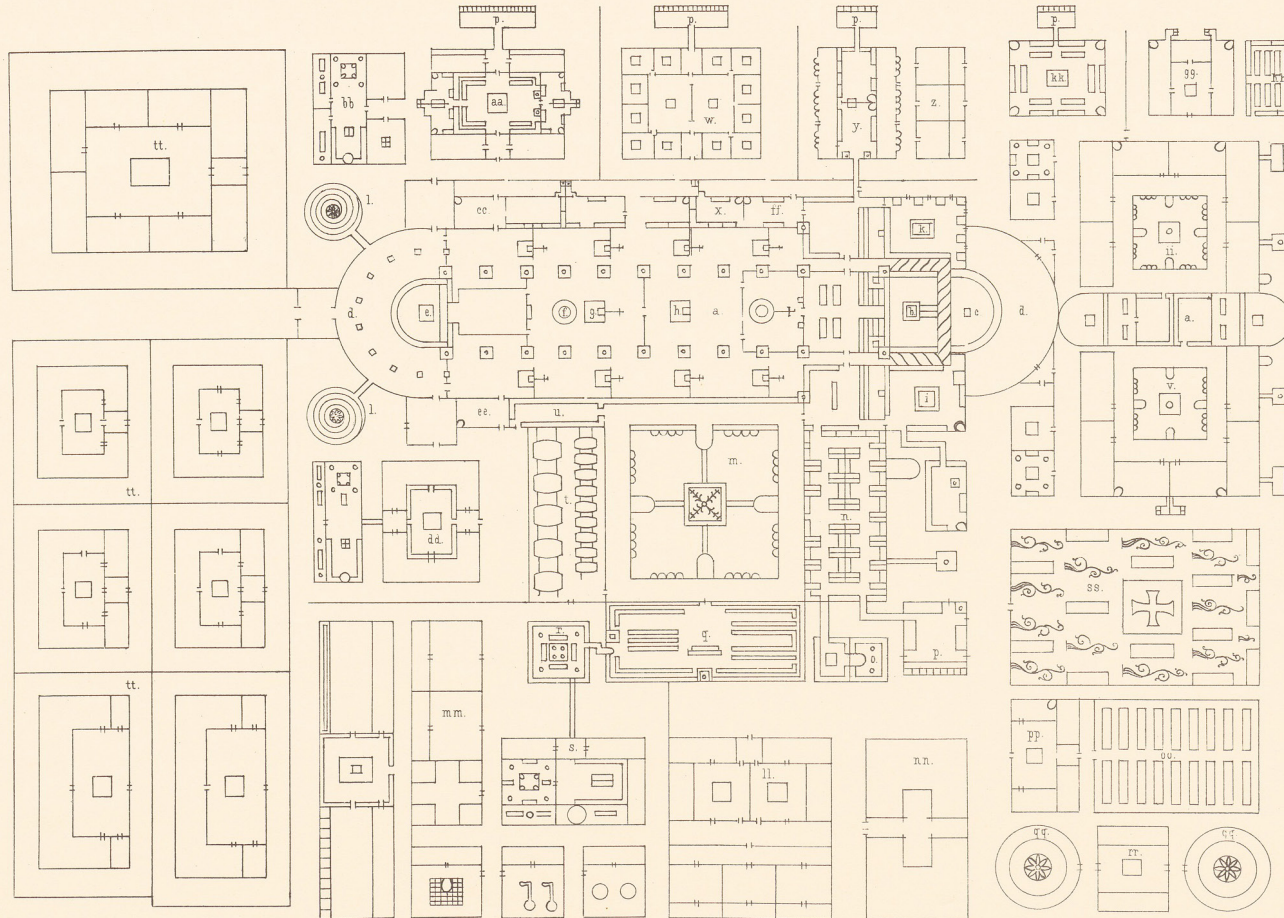 p.
p.
p.
p.
bb
aa.
w.
y.
z.
kk.
gg.
tt.
l.
cc.
x.
ff.
k.
ii.
d.
e.
f.
g.
h.
a.
h
c
d.
a.
l.
ee.
u.
i
v.
tt.
dd.
t.
m.
n.
ss.
tt.
r.
q.
o.
p.
mm.
s.
ll.
nn.
pp.
oo.
qq.
rr.
qq.